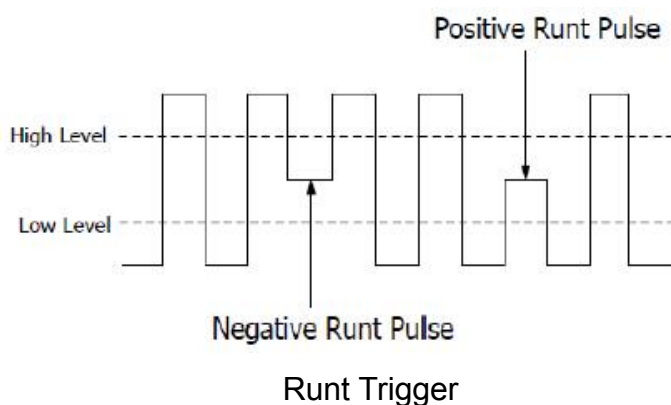 Positive Runt Pulse
High Level
Low Level
Negative Runt Pulse
Runt Trigger